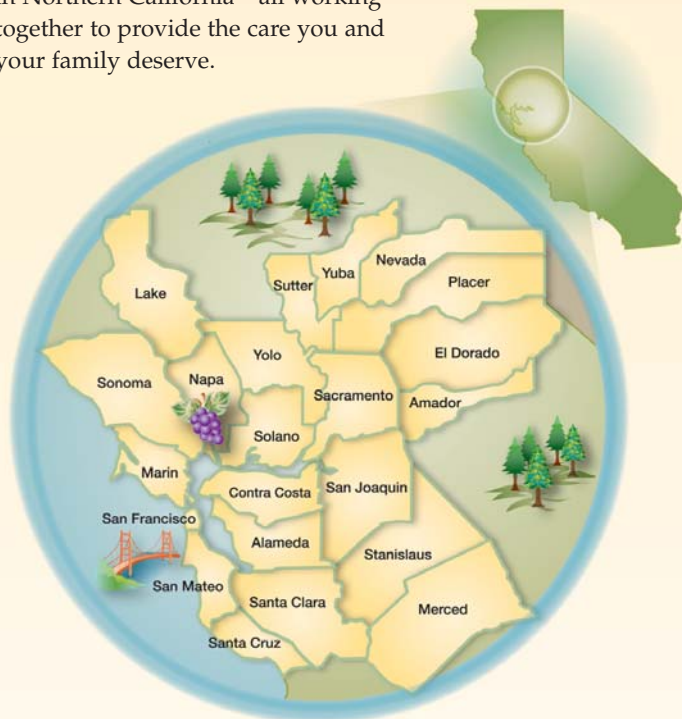 in Northern California—all working
together to provide the care you and
your family deserve.
Lake
Sutter
Yuba
Nevada
Placer
Yolo
El Dorado
Sonoma
Napa
Sacramento
Amador
Solano
Marin
Contra Costa
San Joaquin
San Francisco
Alameda
Stanislaus
San Mateo
Santa Clara
Merced
Santa Cruz